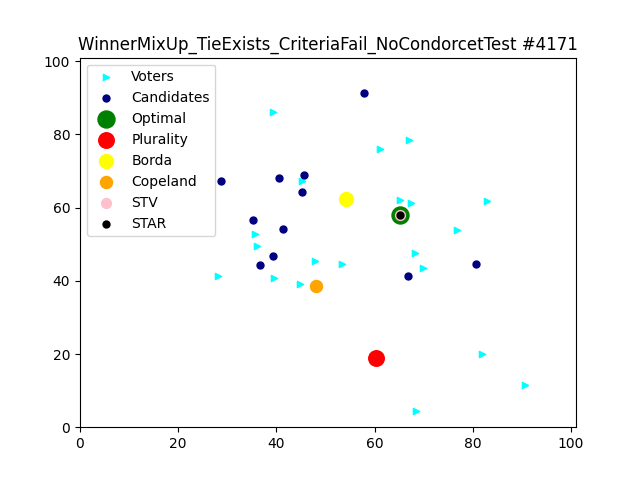 WinnerMixUp_TieExists_CriteriaFail_NoCondorcetTest #4171
100
80
60
40
20
0
Voters
Candidates
Optimal
Plurality
Borda
Copeland
STV
STAR
0 20 40 60 80 100